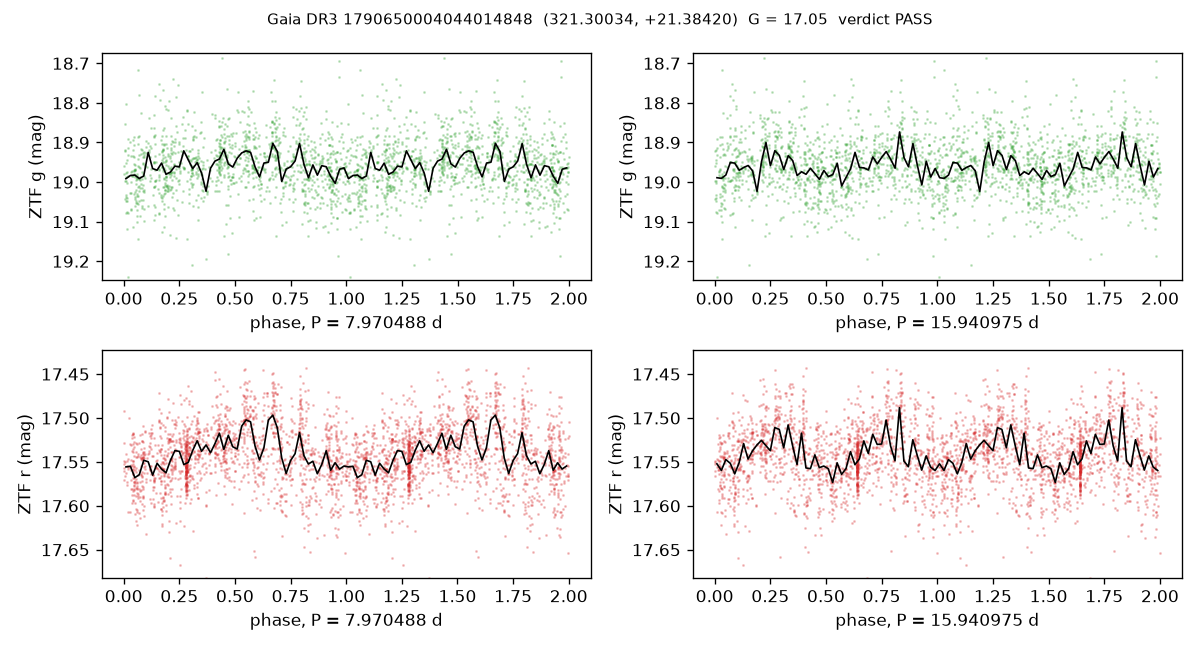 Gaia DR3 1790650004044014848  (321.30034, +21.38420)  G = 17.05  verdict PASS
ZTF g (mag)
18.7
18.8
18.9
19.0
19.1
19.2
0.00 0.25 0.50 0.75 1.00 1.25 1.50 1.75 2.00
phase, P = 7.970488 d
ZTF g (mag)
18.7
18.8
18.9
19.0
19.1
19.2
0.00 0.25 0.50 0.75 1.00 1.25 1.50 1.75 2.00
phase, P = 15.940975 d
ZTF r (mag)
17.45
17.50
17.55
17.60
17.65
0.00 0.25 0.50 0.75 1.00 1.25 1.50 1.75 2.00
phase, P = 7.970488 d
ZTF r (mag)
17.45
17.50
17.55
17.60
17.65
0.00 0.25 0.50 0.75 1.00 1.25 1.50 1.75 2.00
phase, P = 15.940975 d